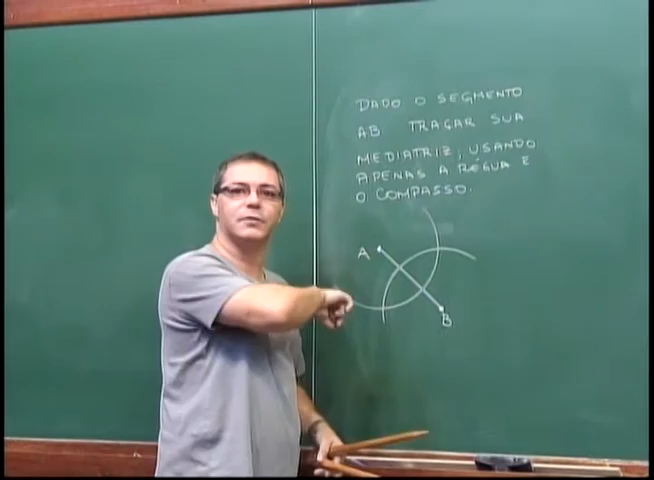 DADO O SEGMENTO
AB TRAÇAR SUA
MEDIATRIZ, USANDO
APENAS A RÉGUA E
O COMPASSO.
A
B